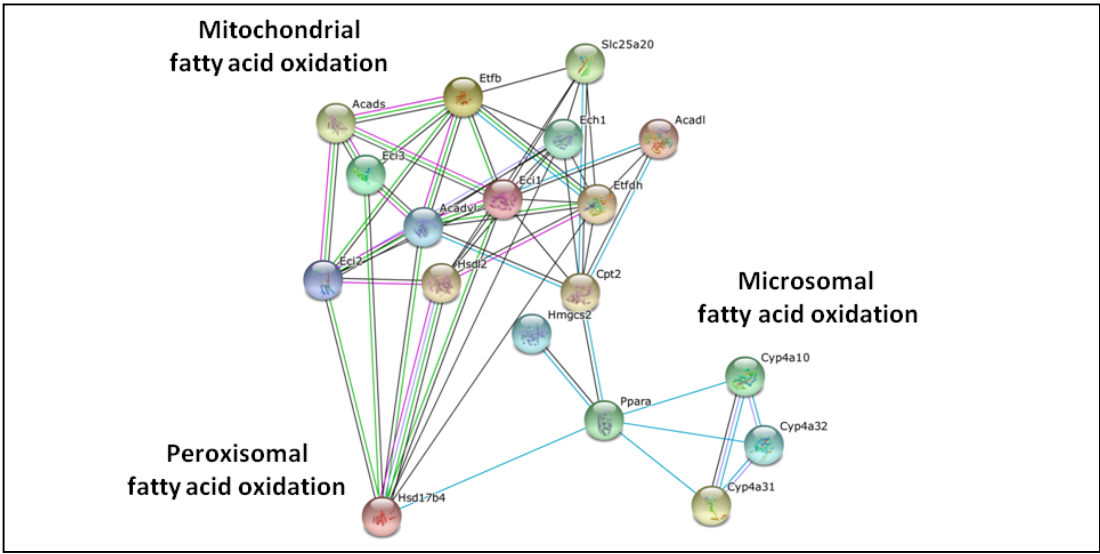 Mitochondrial
fatty acid oxidation
Slc25a20
Etfb
Acads
Ech1
Acadl
Eci3
Eci1
Etfdh
Acadvl
Eci2
Hsdl2
Cpt2
Hmgcs2
Microsomal
fatty acid oxidation
Cyp4a10
Ppara
Cyp4a32
Peroxisomal
fatty acid oxidation
Cyp4a31
Hsd17b4